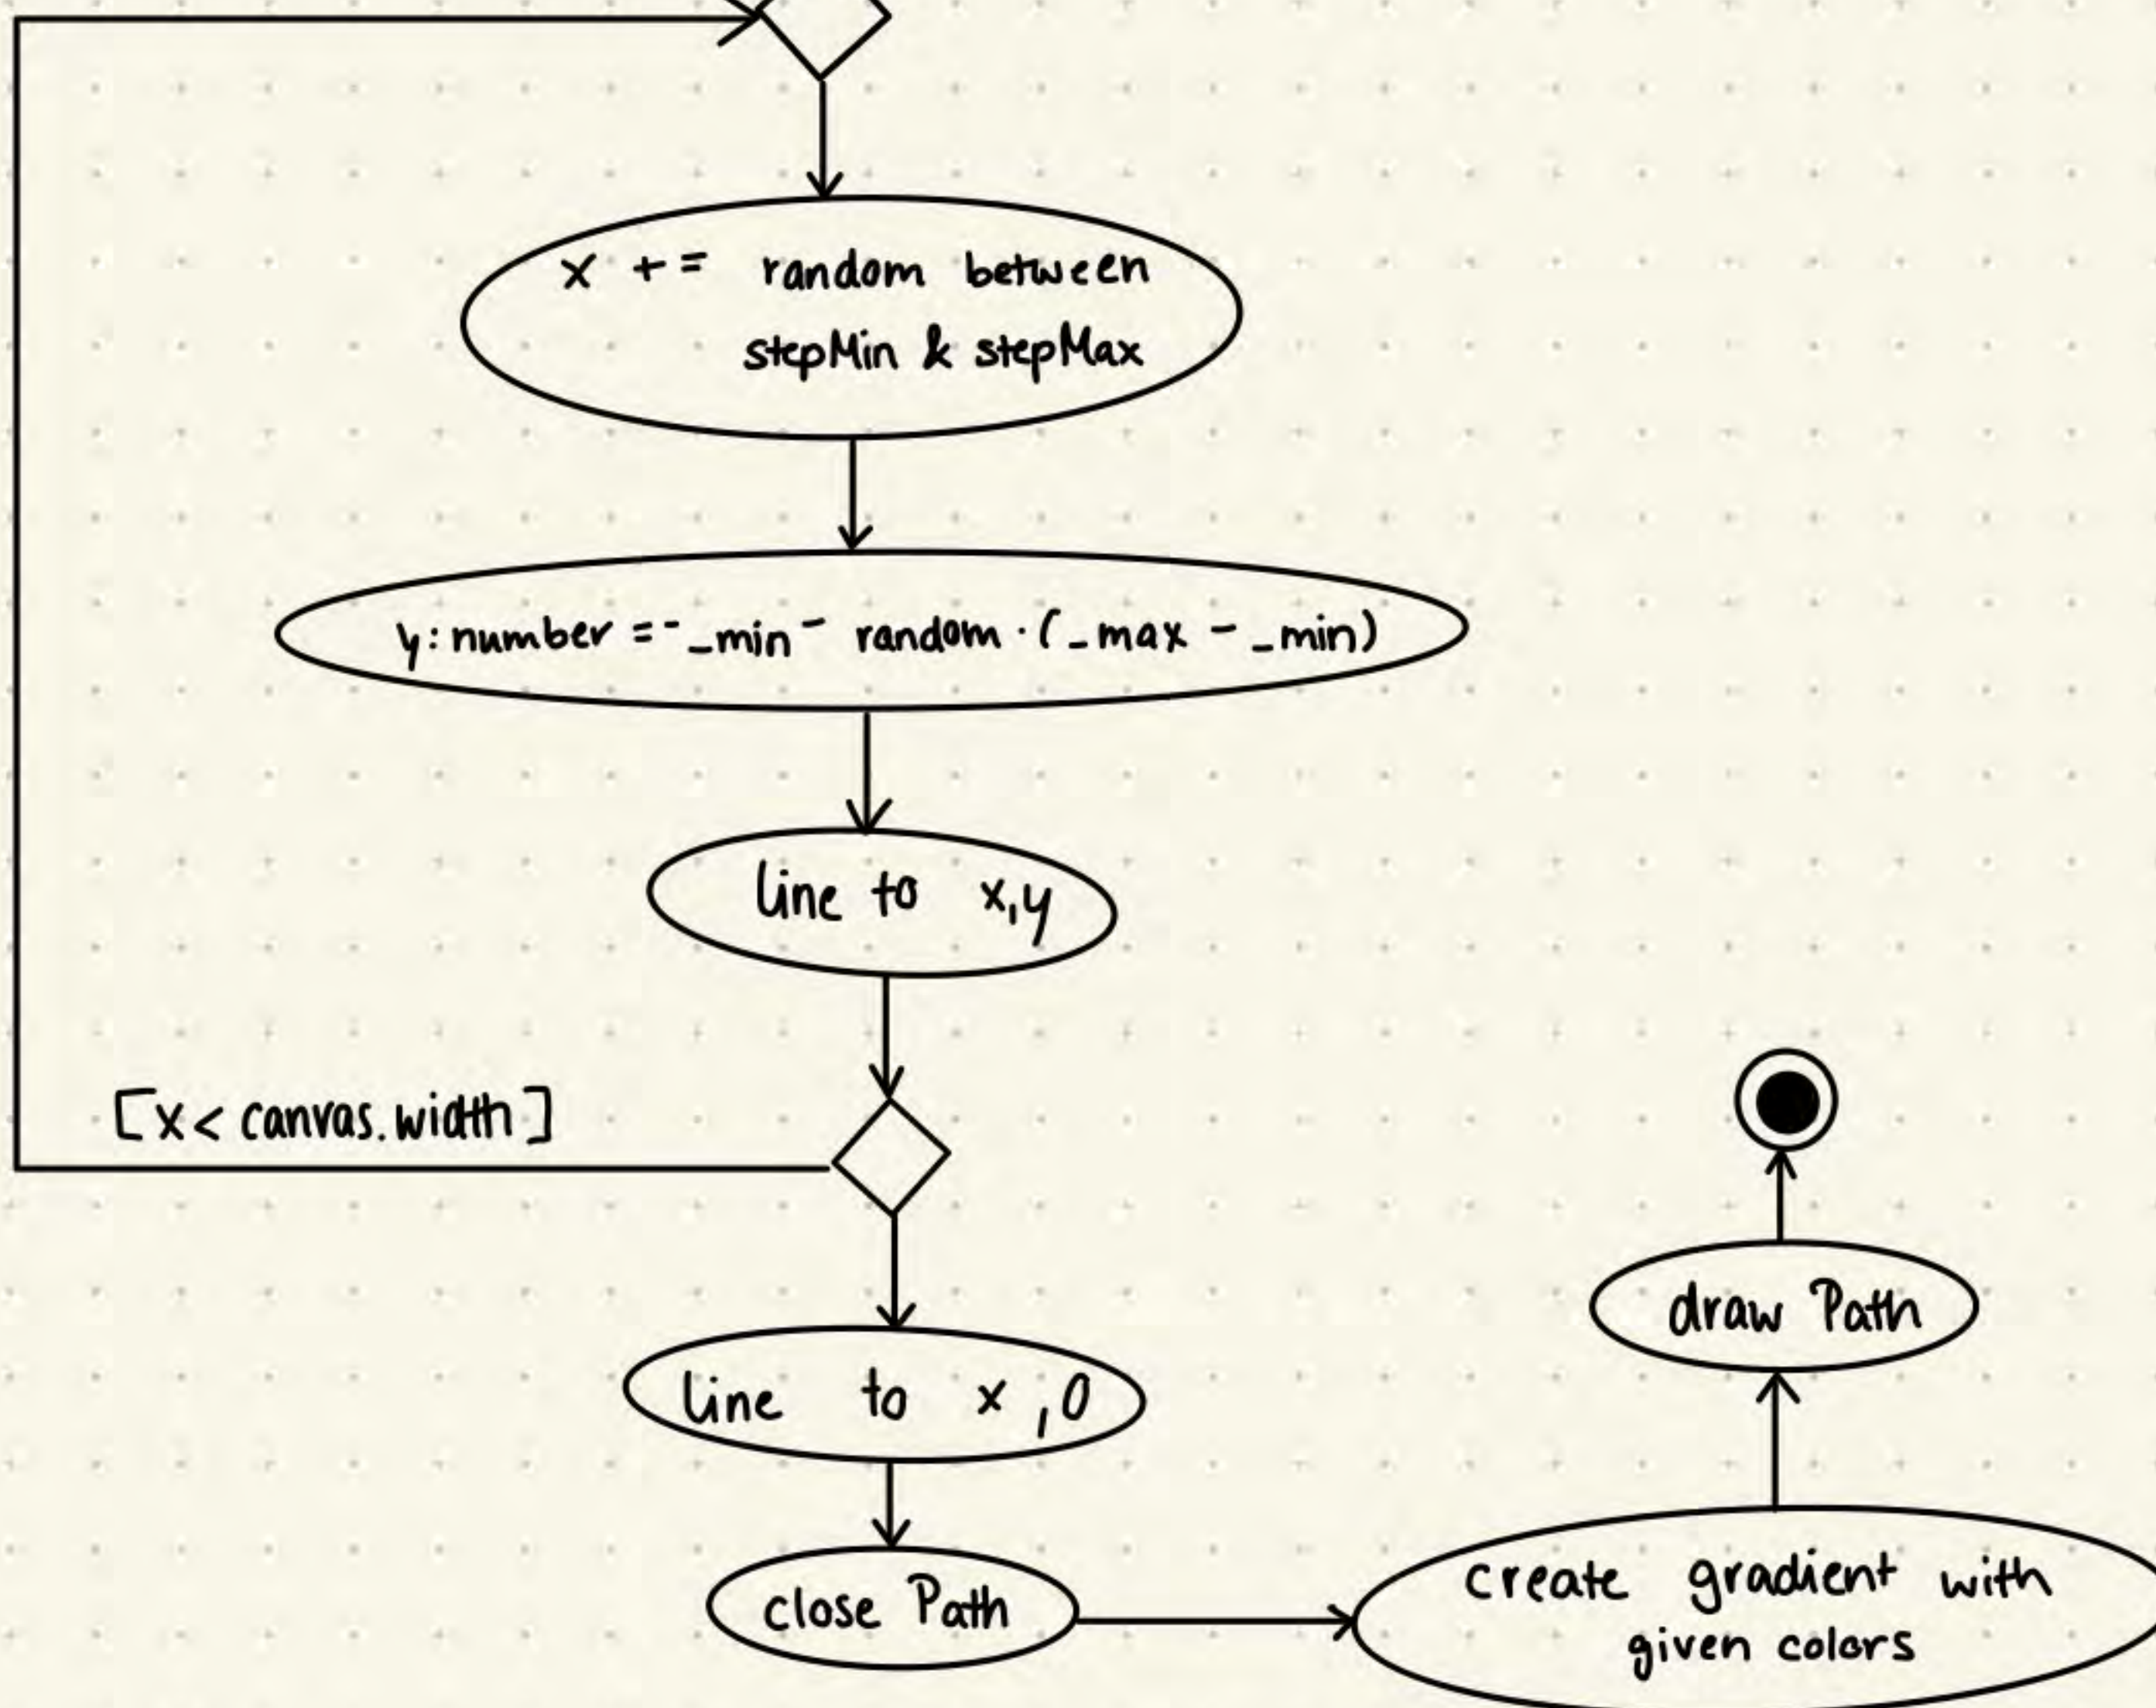 x += random between
stepMin & stepMax
y: number = - _min - random · (_max - _min)
line to x,y
[x < canvas.width]
line to x,0
close Path
create gradient with
given colors
draw Path